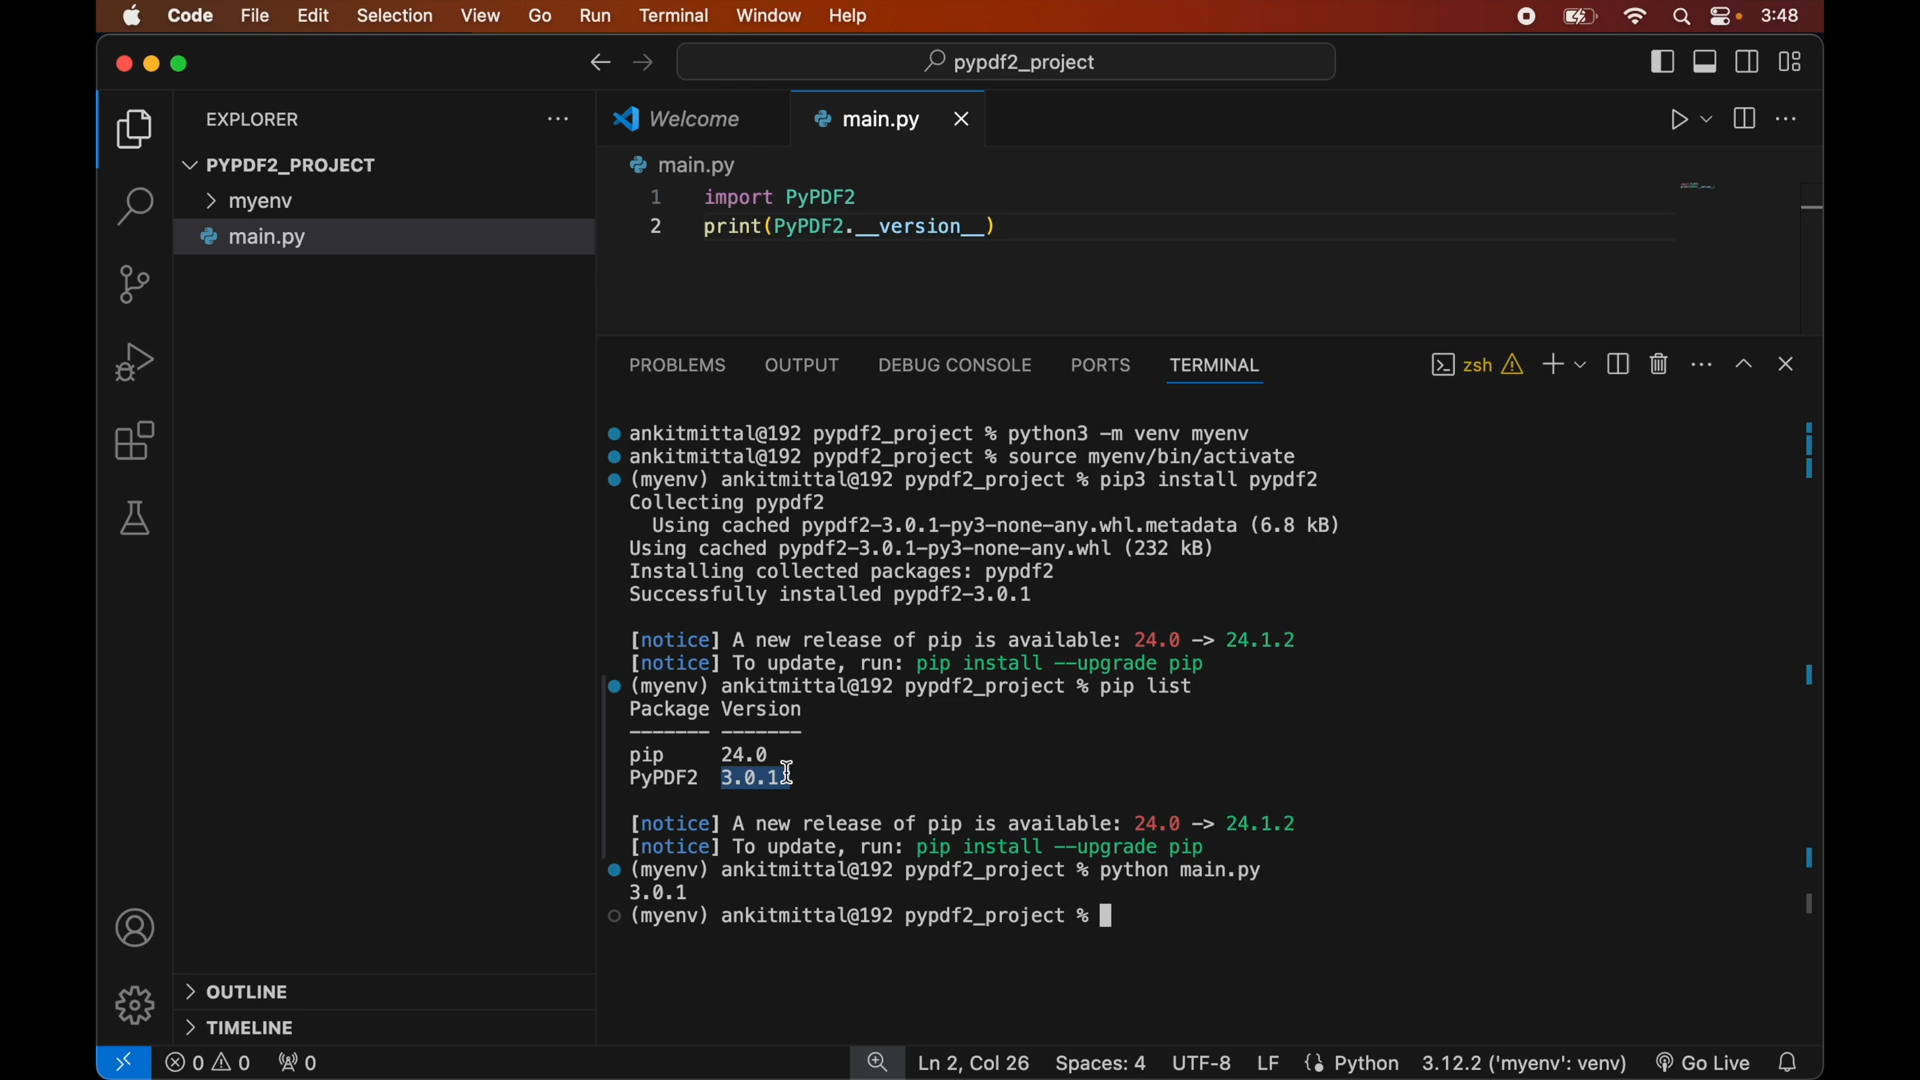 Code File Edit Selection View Go Run Terminal Window Help 3:48
pypdf2_project
EXPLORER
PYPDF2_PROJECT
myenv
main.py
Welcome main.py
main.py
1 import PyPDF2
2 print(PyPDF2.__version__)
PROBLEMS OUTPUT DEBUG CONSOLE PORTS TERMINAL zsh
ankitmittal@192 pypdf2_project % python3 -m venv myenv
ankitmittal@192 pypdf2_project % source myenv/bin/activate
(myenv) ankitmittal@192 pypdf2_project % pip3 install pypdf2
Collecting pypdf2
Using cached pypdf2-3.0.1-py3-none-any.whl.metadata (6.8 kB)
Using cached pypdf2-3.0.1-py3-none-any.whl (232 kB)
Installing collected packages: pypdf2
Successfully installed pypdf2-3.0.1
[notice] A new release of pip is available: 24.0 -> 24.1.2
[notice] To update, run: pip install --upgrade pip
(myenv) ankitmittal@192 pypdf2_project % pip list
Package Version
------- -------
pip 24.0
PyPDF2 3.0.1
[notice] A new release of pip is available: 24.0 -> 24.1.2
[notice] To update, run: pip install --upgrade pip
(myenv) ankitmittal@192 pypdf2_project % python main.py
3.0.1
(myenv) ankitmittal@192 pypdf2_project %
OUTLINE
TIMELINE
0 0 0 Ln 2, Col 26 Spaces: 4 UTF-8 LF Python 3.12.2 ('myenv': venv) Go Live